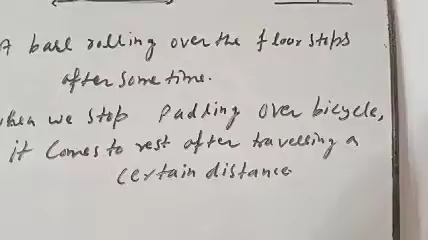 A ball rolling over the floor stops
after some time.
when we stop Padling over bicycle,
it comes to rest after travelling a
certain distance